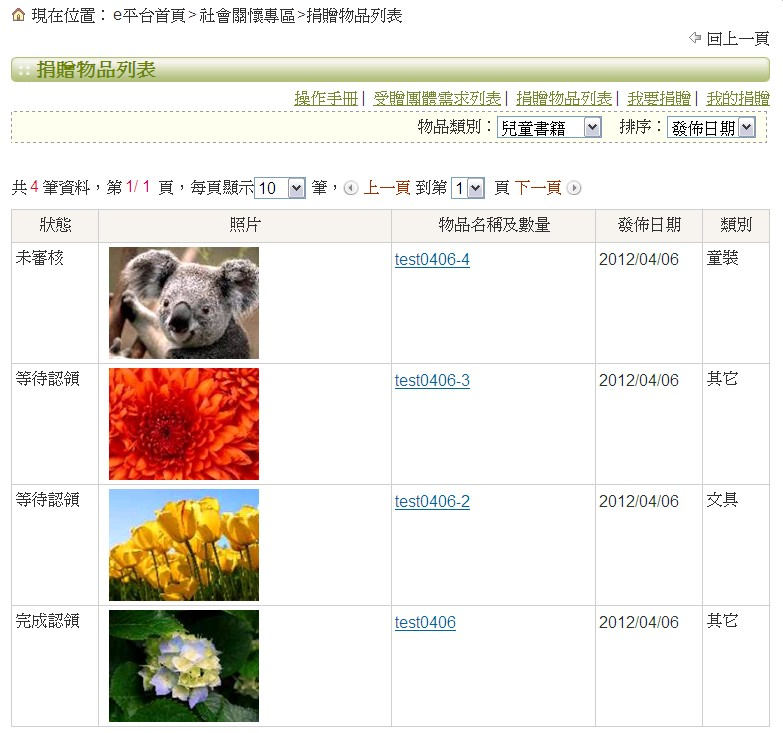 現在位置：e平台首頁>社會關懷專區>捐贈物品列表
回上一頁
捐贈物品列表
操作手冊| 受贈團體需求列表| 捐贈物品列表| 我要捐贈| 我的捐贈
物品類別：兒童書籍 排序：發佈日期
共4筆資料，第1/ 1 頁，每頁顯示10 筆， 上一頁 到第 1 頁 下一頁
狀態 照片 物品名稱及數量 發佈日期 類別
未審核 test0406-4 2012/04/06 童裝
等待認領 test0406-3 2012/04/06 其它
等待認領 test0406-2 2012/04/06 文具
完成認領 test0406 2012/04/06 其它